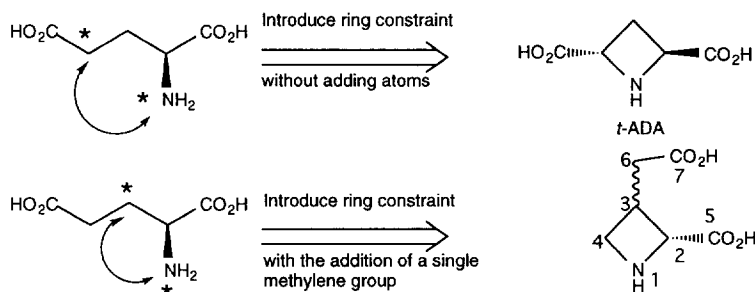 HO₂C * CO₂H
* NH₂
Introduce ring constraint
without adding atoms
HO₂C CO₂H
N
H
t-ADA
HO₂C * CO₂H
NH₂
*
Introduce ring constraint
with the addition of a single
methylene group
6 CO₂H
7
3 5
4 CO₂H
2
N 1
H